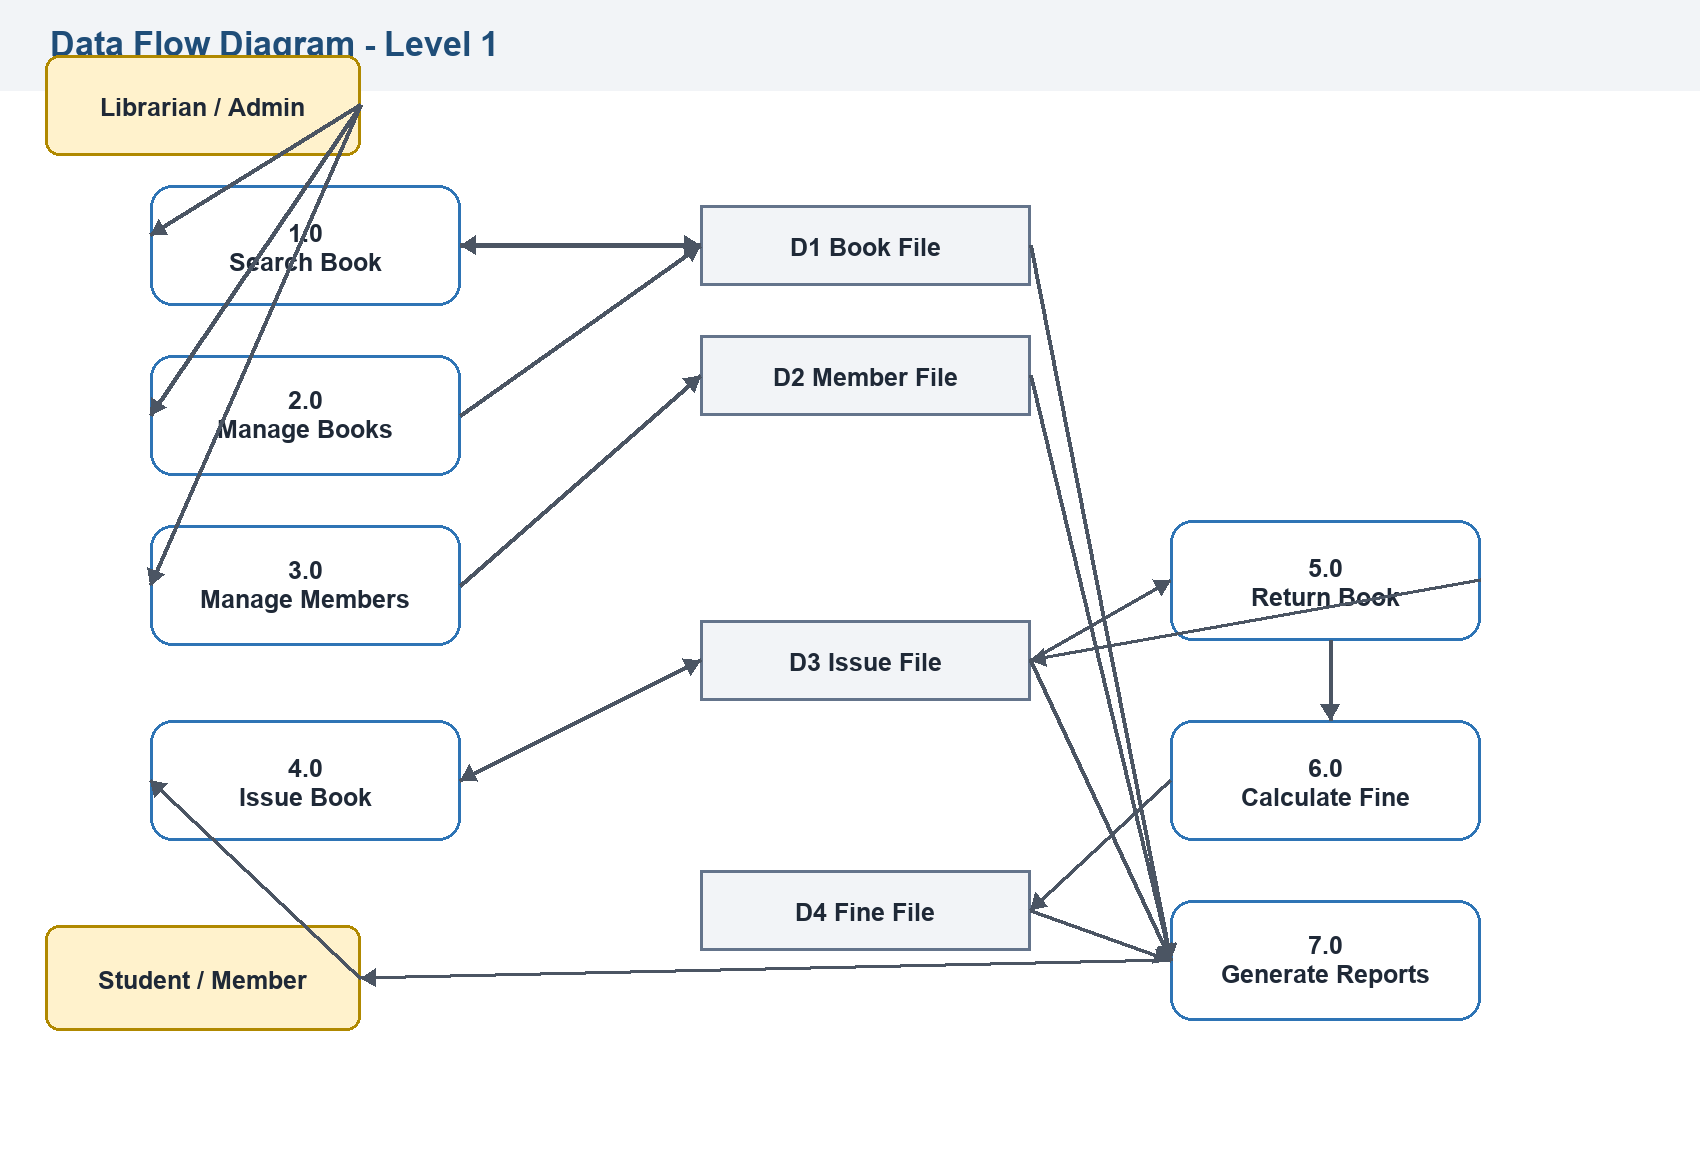 Data Flow Diagram - Level 1
Librarian / Admin
1.0
Search Book
D1 Book File
D2 Member File
2.0
Manage Books
3.0
Manage Members
5.0
Return Book
D3 Issue File
4.0
Issue Book
6.0
Calculate Fine
D4 Fine File
7.0
Generate Reports
Student / Member